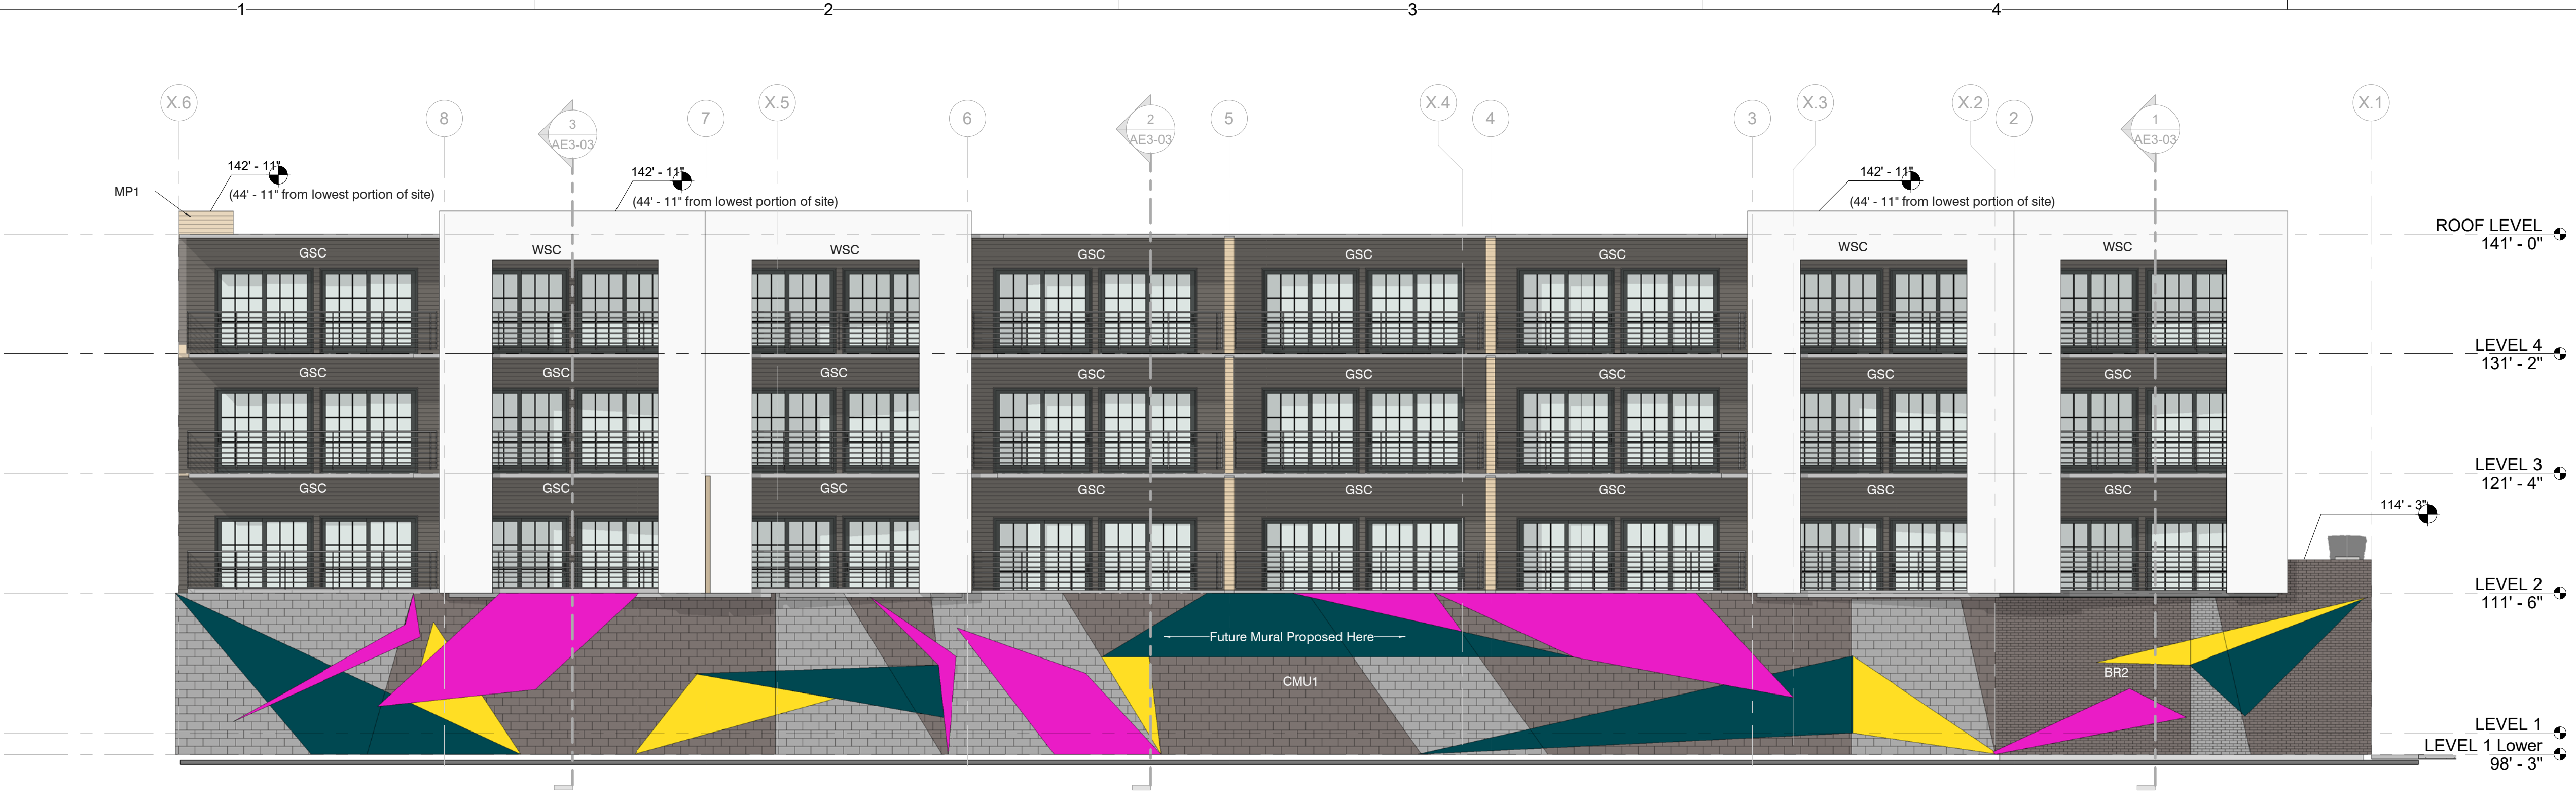 1 2 3 4
X.6 8 3 7 X.5 6 2 5 X.4 4 3 X.3 X.2 2 1 X.1
AE3-03 AE3-03 AE3-03
142' - 11" 142' - 11" 142' - 11"
MP1 (44' - 11" from lowest portion of site) (44' - 11" from lowest portion of site) (44' - 11" from lowest portion of site)
ROOF LEVEL
141' - 0"
GSC WSC WSC GSC GSC GSC WSC WSC
LEVEL 4
131' - 2"
GSC GSC GSC GSC GSC GSC GSC GSC
LEVEL 3
121' - 4"
GSC GSC GSC GSC GSC GSC GSC GSC
114' - 3"
LEVEL 2
111' - 6"
Future Mural Proposed Here
CMU1 BR2
LEVEL 1
LEVEL 1 Lower
98' - 3"